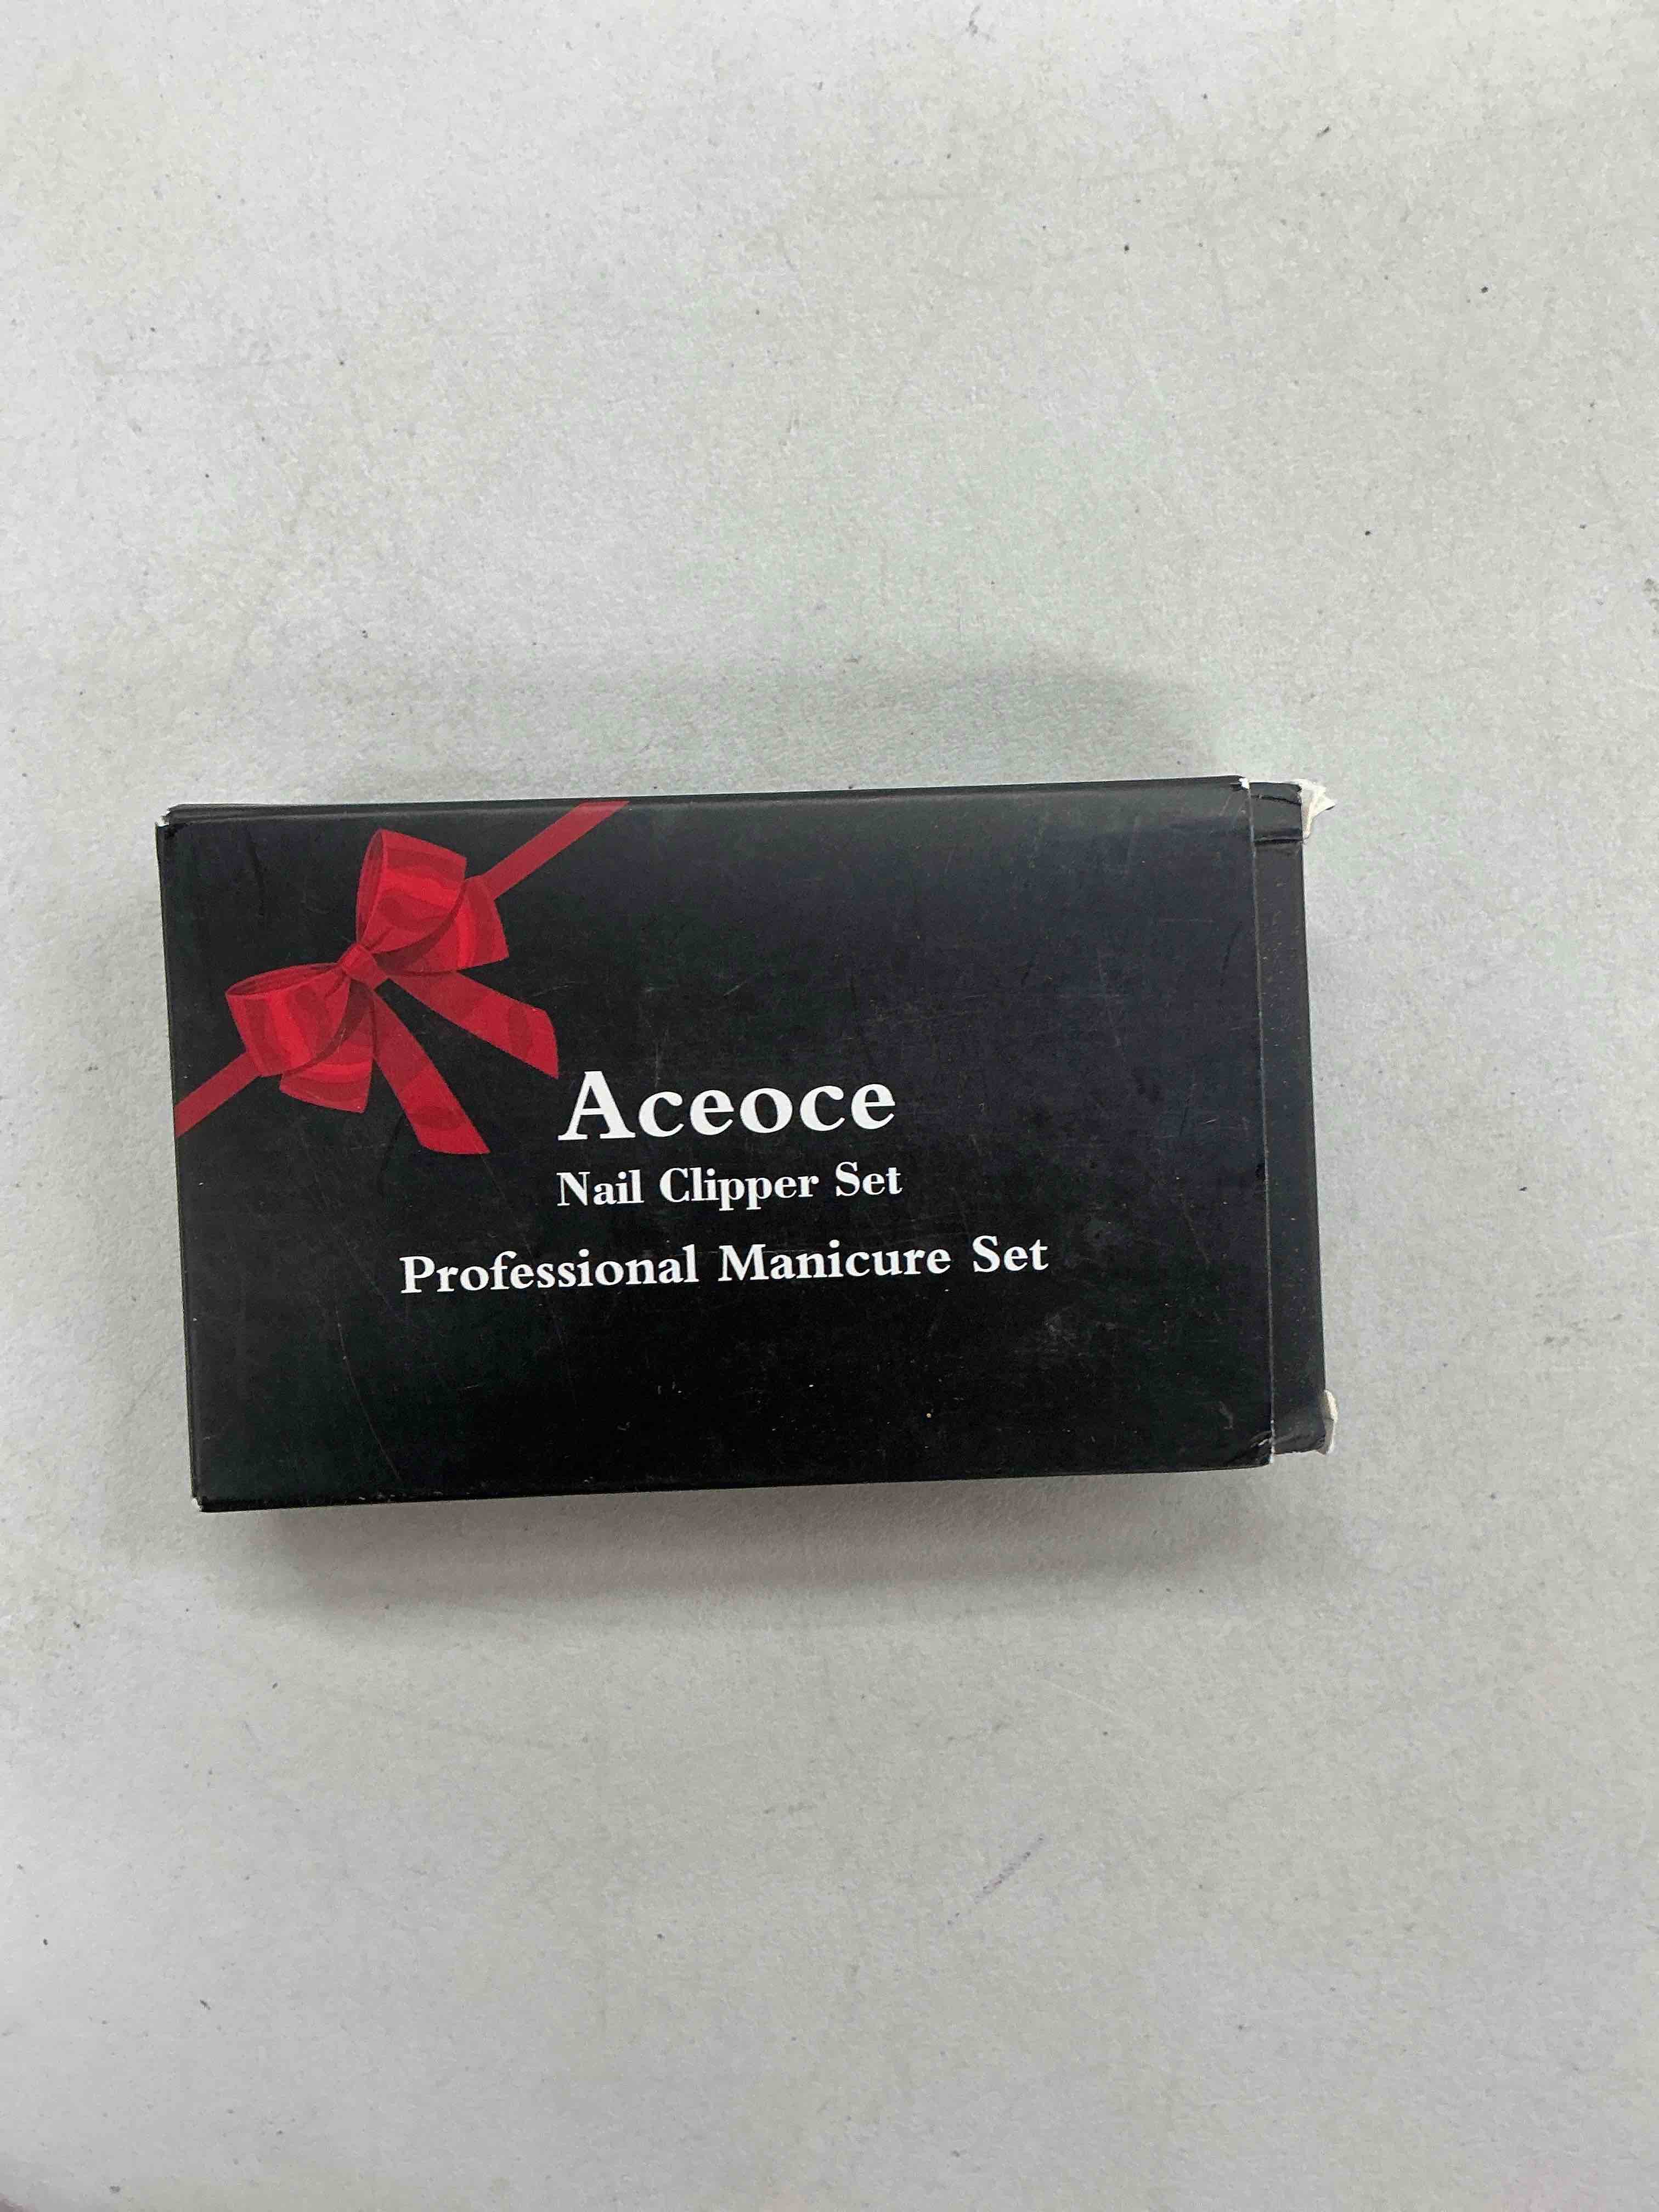 Aceoce
Nail Clipper Set
Professional Manicure Set